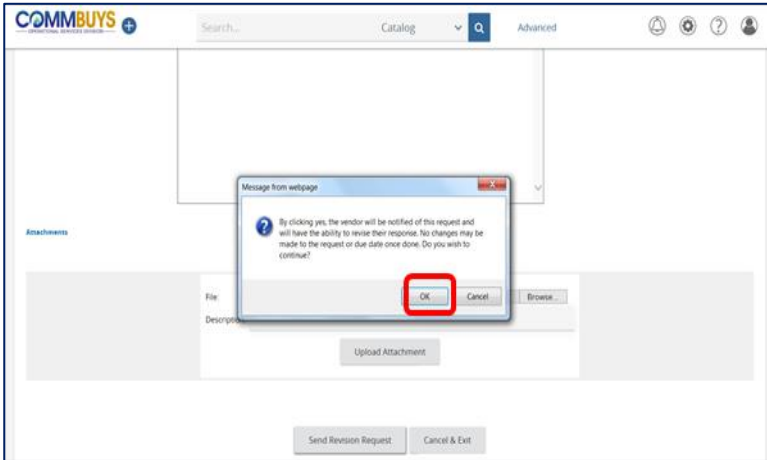 COMMBUYS
OPERATIONAL SERVICES DIVISION
Search...
Catalog
Advanced
Message from webpage
By clicking yes, the vendor will be notified of this request and
will have the ability to revise their response. No changes may be
made to the request or due date once done. Do you wish to
continue?
Attachments
OK
Cancel
File:
Browse...
Description
Upload Attachment
Send Revision Request
Cancel & Exit